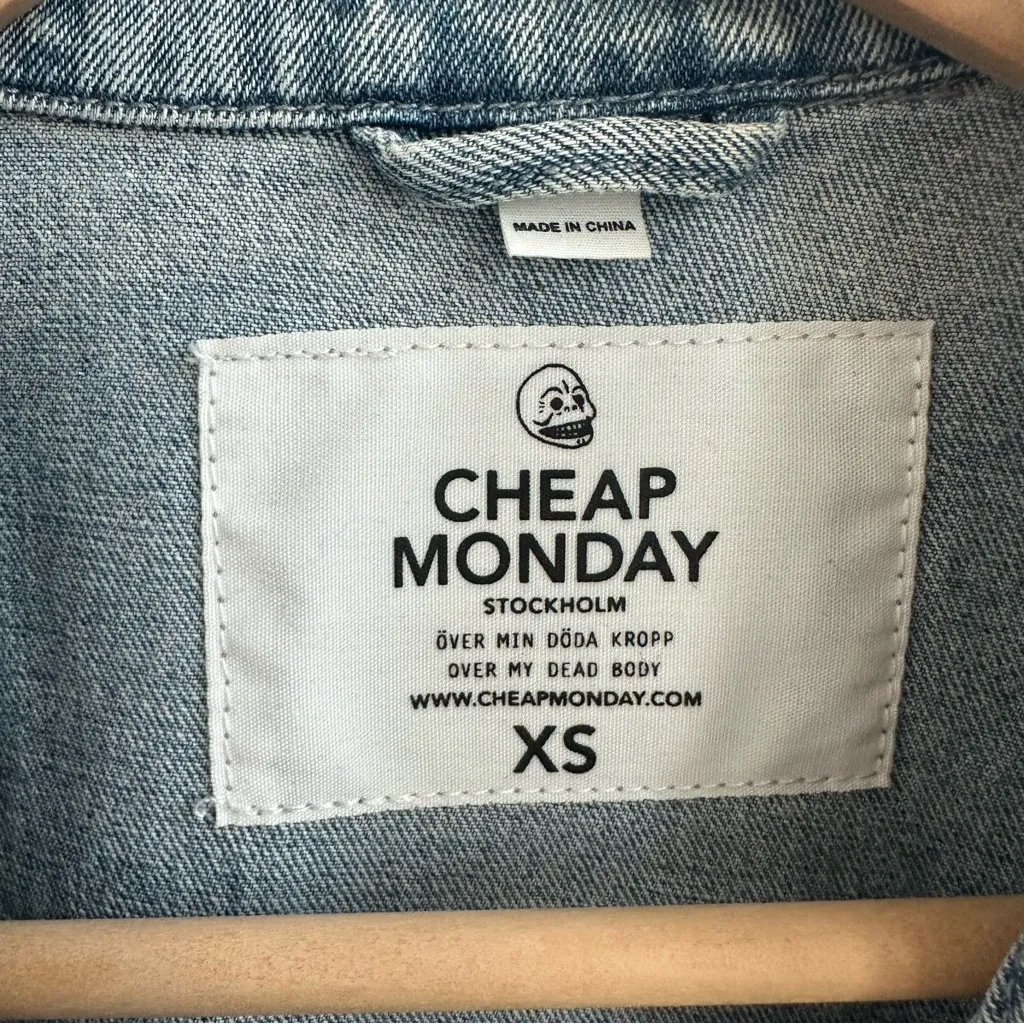 MADE IN CHINA
CHEAP
MONDAY
STOCKHOLM
ÖVER MIN DÖDA KROPP
OVER MY DEAD BODY
WWW.CHEAPMONDAY.COM
XS